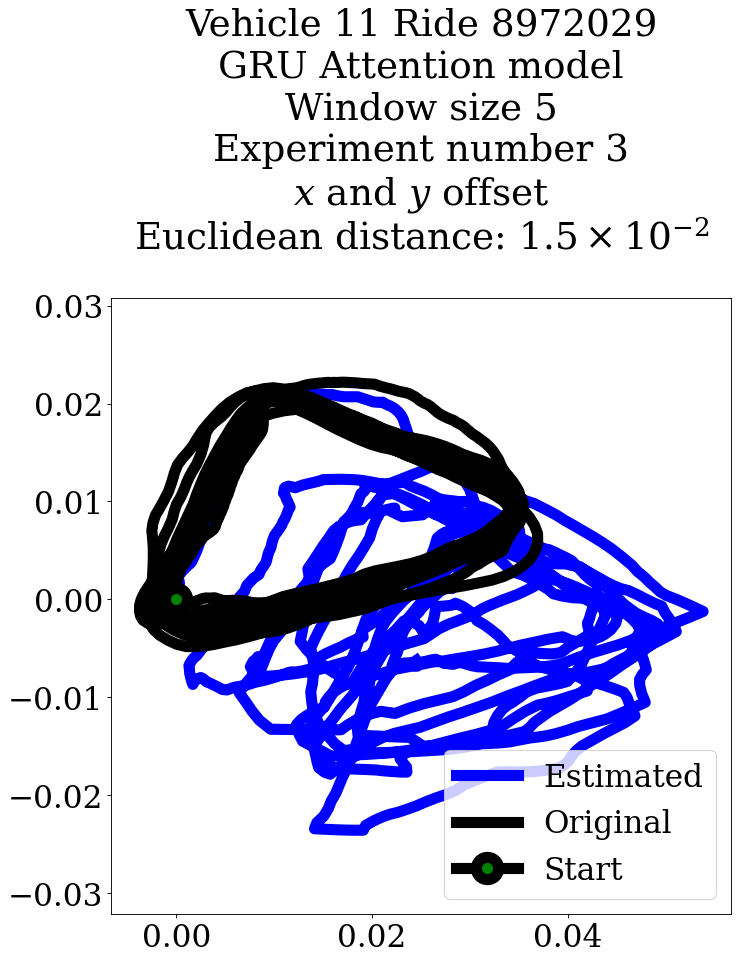 Vehicle 11 Ride 8972029
GRU Attention model
Window size 5
Experiment number 3
x and y offset
Euclidean distance: 1.5 × 10⁻²
0.03
0.02
0.01
0.00
−0.01
−0.02
−0.03
Estimated
Original
Start
0.00 0.02 0.04